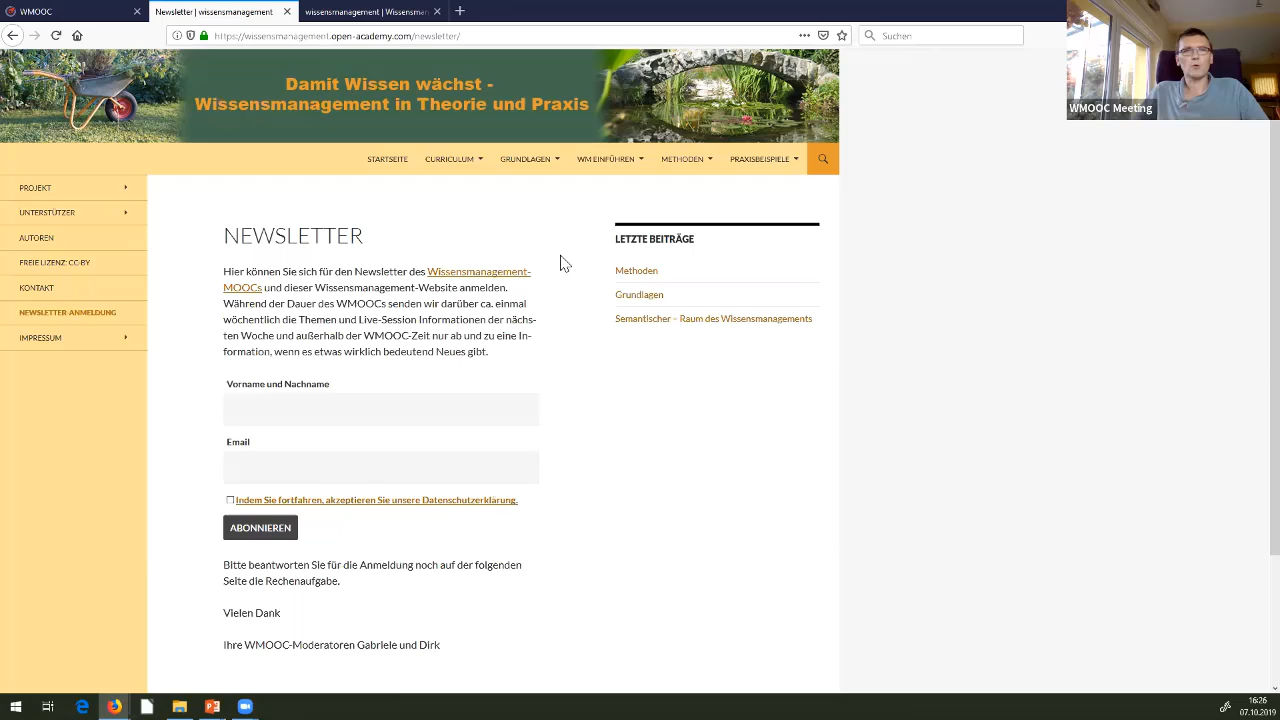 WMOOC
Newsletter | wissensmanagement
wissensmanagement | Wissensman
https://wissensmanagement.open-academy.com/newsletter/
Suchen
WMOOC Meeting
Damit Wissen wächst -
Wissensmanagement in Theorie und Praxis
STARTSEITE CURRICULUM GRUNDLAGEN WM EINFÜHREN METHODEN PRAXISBEISPIELE
PROJEKT
UNTERSTÜTZER
AUTOREN
FREIE LIZENZ: CC-BY
KONTAKT
NEWSLETTER-ANMELDUNG
IMPRESSUM
NEWSLETTER
Hier können Sie sich für den Newsletter des Wissensmanagement-
MOOCs und dieser Wissensmanagement-Website anmelden.
Während der Dauer des WMOOCs senden wir darüber ca. einmal
wöchentlich die Themen und Live-Session Informationen der nächs-
ten Woche und außerhalb der WMOOC-Zeit nur ab und zu eine In-
formation, wenn es etwas wirklich bedeutend Neues gibt.
Vorname und Nachname
Email
Indem Sie fortfahren, akzeptieren Sie unsere Datenschutzerklärung.
ABONNIEREN
Bitte beantworten Sie für die Anmeldung noch auf der folgenden
Seite die Rechenaufgabe.
Vielen Dank
Ihre WMOOC-Moderatoren Gabriele und Dirk
LETZTE BEITRÄGE
Methoden
Grundlagen
Semantischer – Raum des Wissensmanagements
16:26
07.10.2019